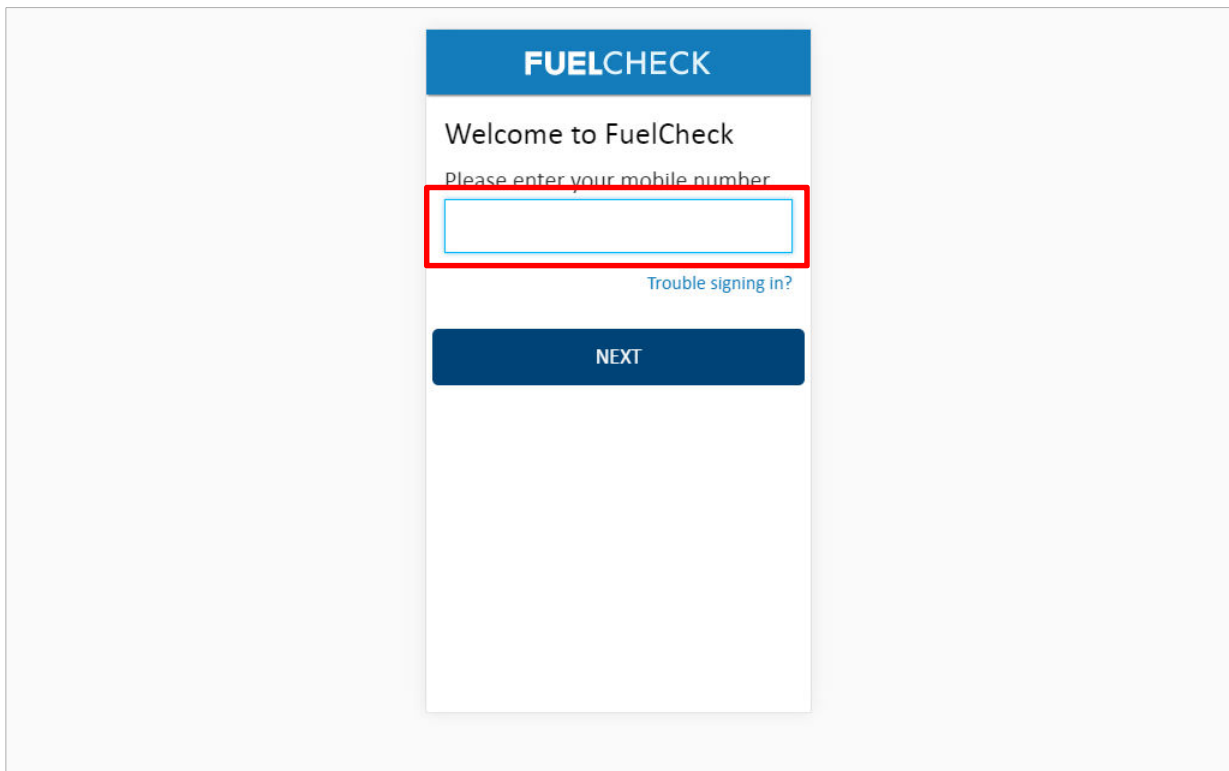 FUELCHECK
Welcome to FuelCheck
Please enter your mobile number
Trouble signing in?
NEXT